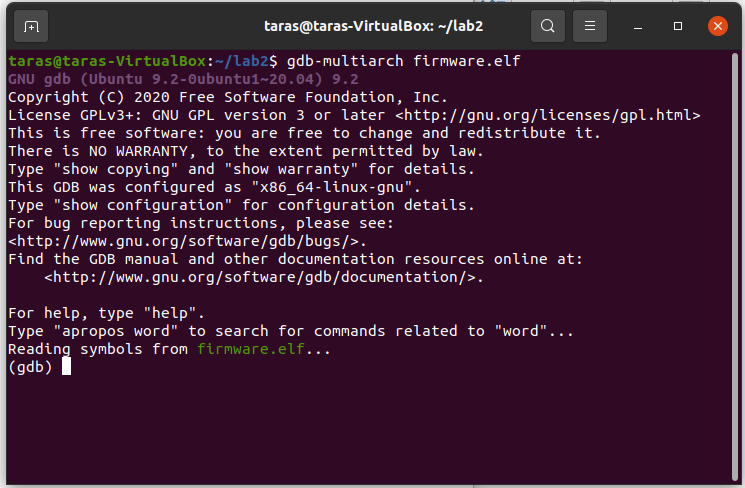 taras@taras-VirtualBox: ~/lab2
taras@taras-VirtualBox:~/lab2$ gdb-multiarch firmware.elf
GNU gdb (Ubuntu 9.2-0ubuntu1~20.04) 9.2
Copyright (C) 2020 Free Software Foundation, Inc.
License GPLv3+: GNU GPL version 3 or later <http://gnu.org/licenses/gpl.html>
This is free software: you are free to change and redistribute it.
There is NO WARRANTY, to the extent permitted by law.
Type "show copying" and "show warranty" for details.
This GDB was configured as "x86_64-linux-gnu".
Type "show configuration" for configuration details.
For bug reporting instructions, please see:
<http://www.gnu.org/software/gdb/bugs/>.
Find the GDB manual and other documentation resources online at:
    <http://www.gnu.org/software/gdb/documentation/>.

For help, type "help".
Type "apropos word" to search for commands related to "word"...
Reading symbols from firmware.elf...
(gdb)